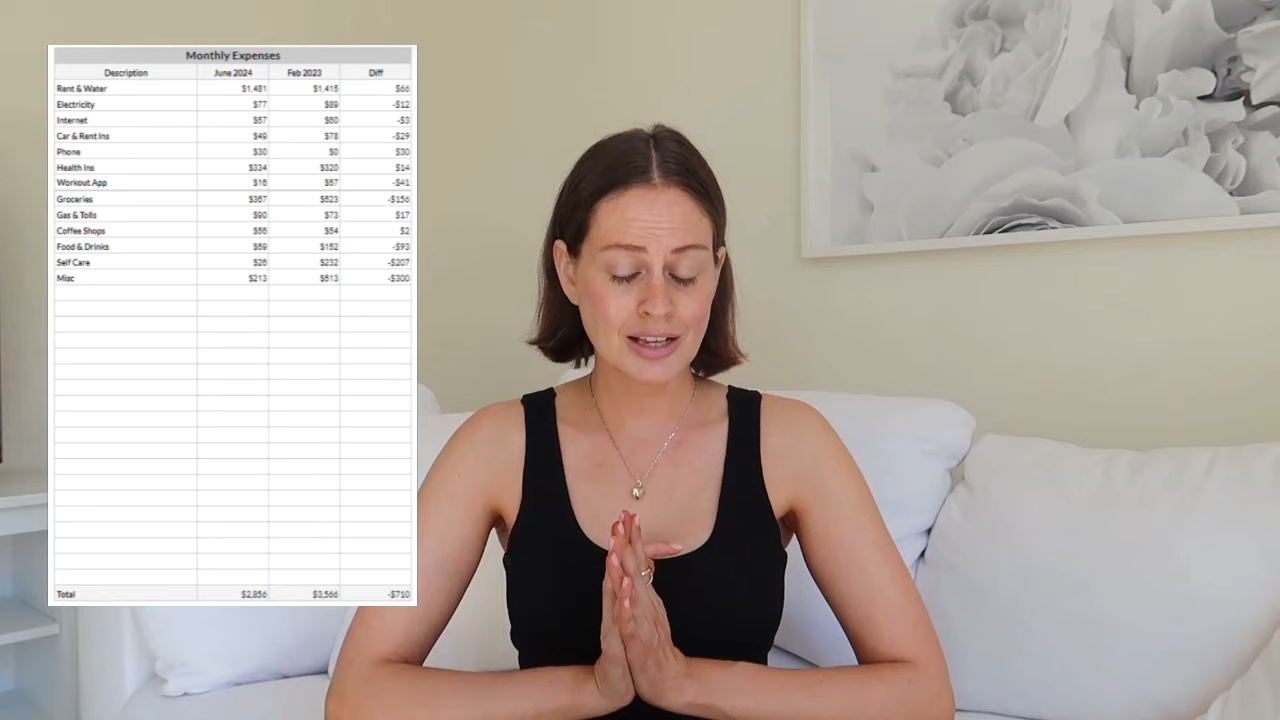 Monthly Expenses
Description June 2024 Feb 2023 Diff
Rent & Water $1,481 $1,415 $66
Electricity $77 $89 -$12
Internet $57 $60 -$3
Car & Rent Ins $49 $78 -$29
Phone $30 $0 $30
Health Ins $334 $320 $14
Workout App $16 $57 -$41
Groceries $367 $523 -$156
Gas & Tolls $90 $73 $17
Coffee Shops $56 $54 $2
Food & Drinks $59 $152 -$93
Self Care $26 $232 -$207
Misc $213 $513 -$300
Total $2,856 $3,566 -$710